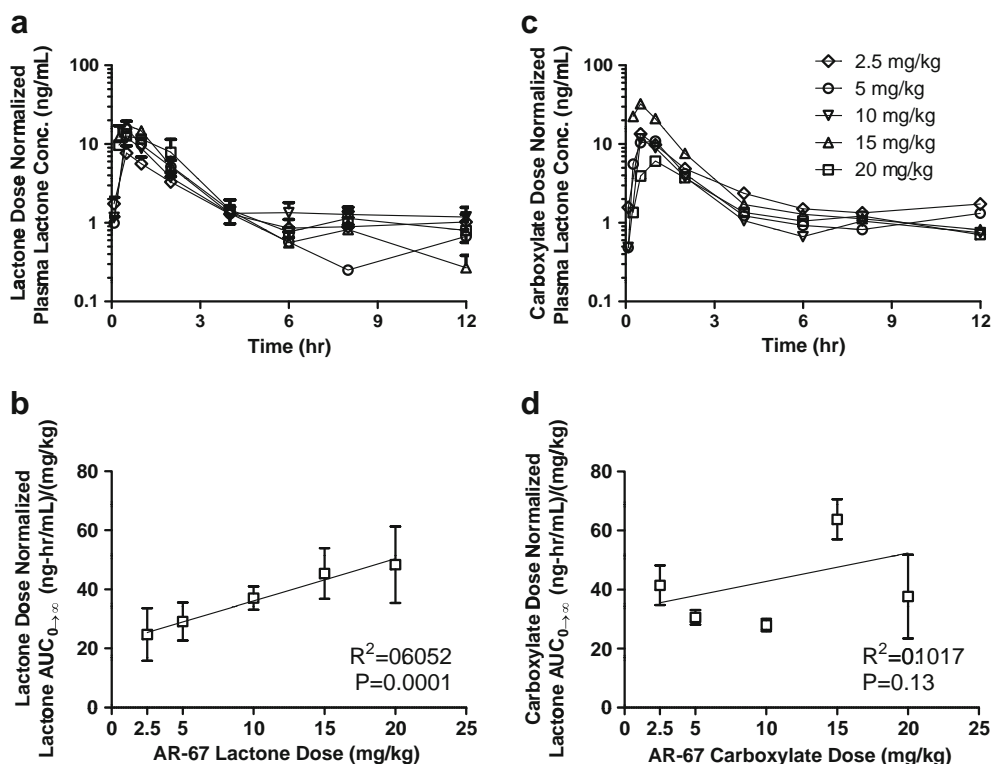 a
Lactone Dose Normalized
Plasma Lactone Conc. (ng/mL)
100
10
1
0.1
0
3
6
9
12
Time (hr)
c
Carboxylate Dose Normalized
Plasma Lactone Conc. (ng/mL)
100
10
1
0.1
0
3
6
9
12
Time (hr)
2.5 mg/kg
5 mg/kg
10 mg/kg
15 mg/kg
20 mg/kg
b
Lactone Dose Normalized
Lactone AUC0→∞ (ng-hr/mL)/(mg/kg)
80
60
40
20
0
0
2.5
5
10
15
20
25
R2=06052
P=0.0001
AR-67 Lactone Dose (mg/kg)
d
Carboxylate Dose Normalized
Lactone AUC0→∞ (ng-hr/mL)/(mg/kg)
80
60
40
20
0
0
2.5
5
10
15
20
25
R2=0.1017
P=0.13
AR-67 Carboxylate Dose (mg/kg)